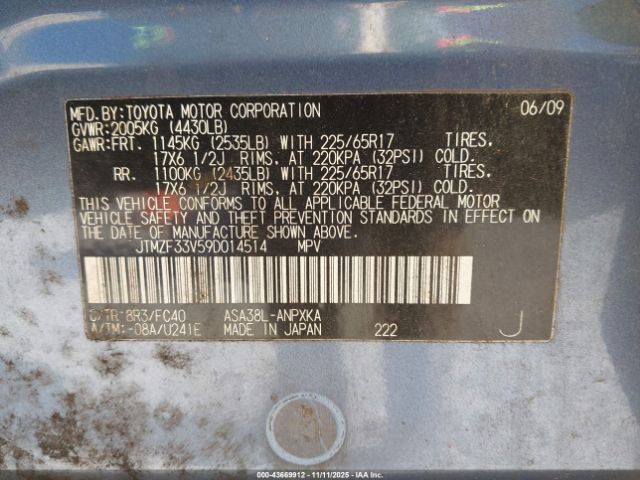 MFD.BY:TOYOTA MOTOR CORPORATION 06/09
GVWR:2005KG (4430LB)
GAWR:FRT. 1145KG (2535LB) WITH 225/65R17 TIRES.
17X6 1/2J RIMS. AT 220KPA (32PSI) COLD.
RR. 1100KG (2435LB) WITH 225/65R17 TIRES.
17X6 1/2J RIMS. AT 220KPA (32PSI) COLD.
THIS VEHICLE CONFORMS TO ALL APPLICABLE FEDERAL MOTOR
VEHICLE SAFETY AND THEFT PREVENTION STANDARDS IN EFFECT
ON THE DATE OF MANUFACTURE SHOWN ABOVE.
JTMZF33V59D014514 MPV
C/TR:8R3/FC40 ASA38L-ANPXKA
A/TM:-08A/U241E MADE IN JAPAN 222 J
000-43669912 - 11/11/2025 - COPYRIGHT IAA, LLC.